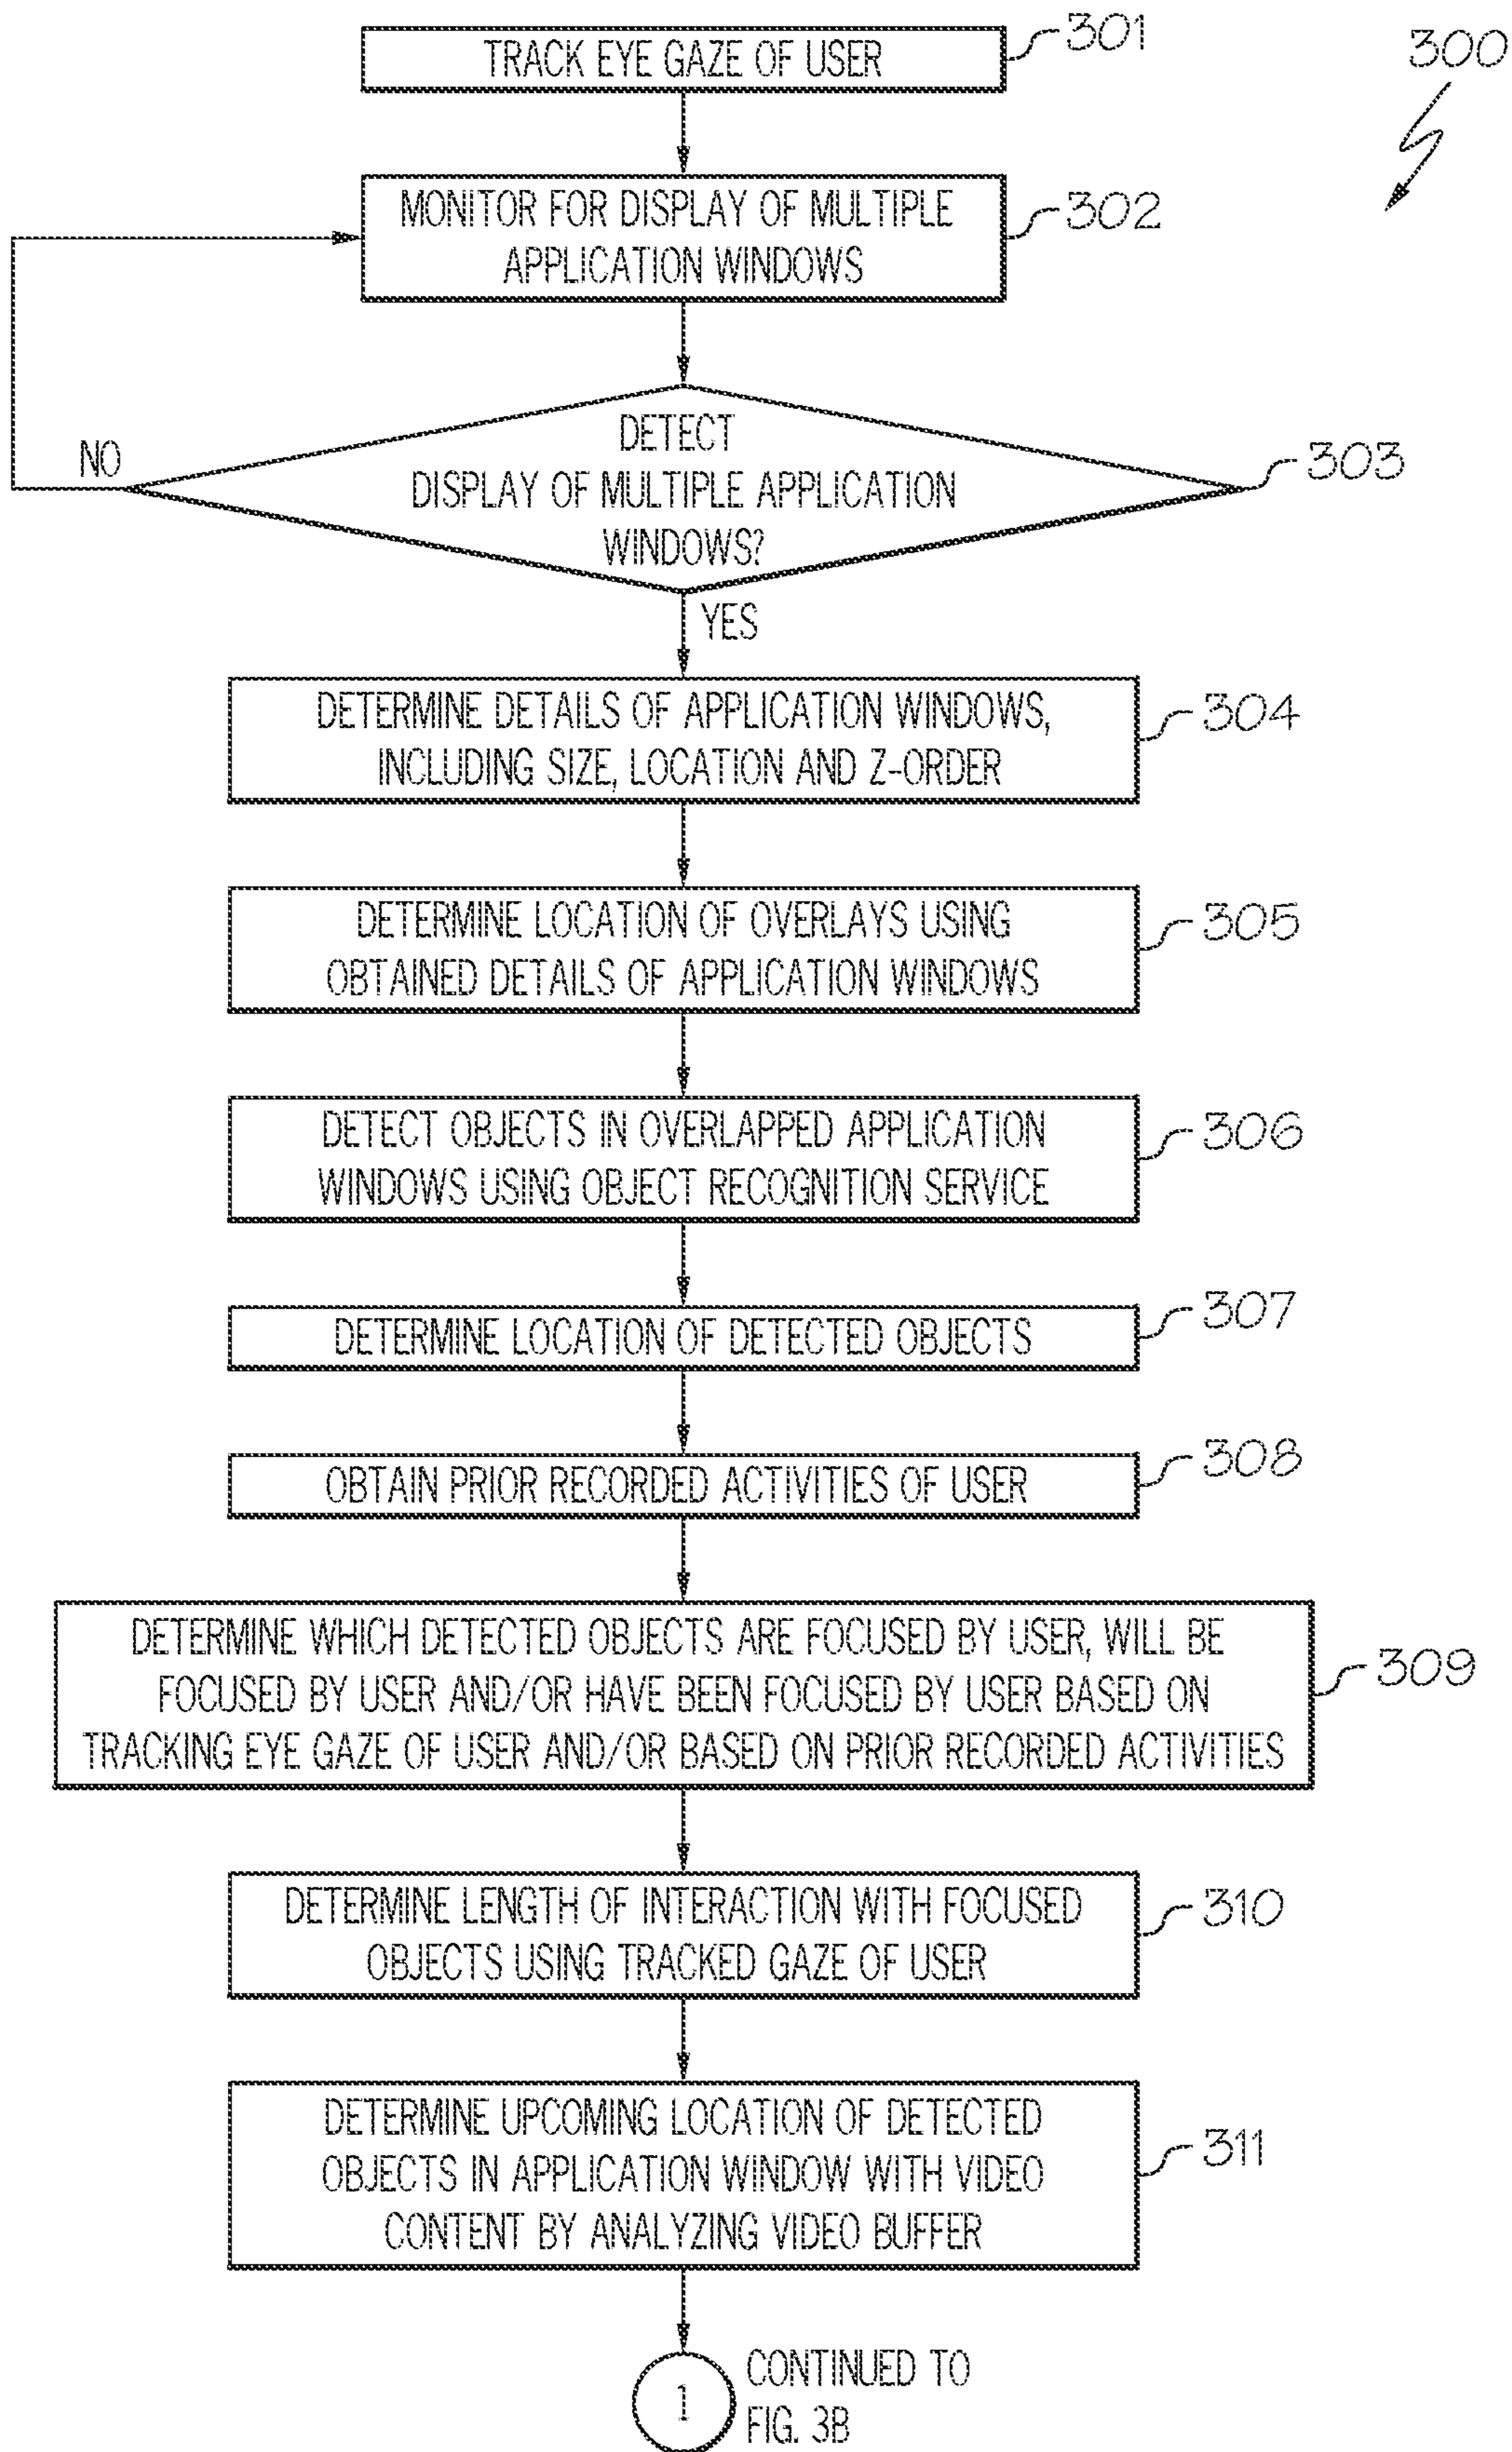 TRACK EYE GAZE OF USER
301
300
MONITOR FOR DISPLAY OF MULTIPLE
APPLICATION WINDOWS
302
DETECT
DISPLAY OF MULTIPLE APPLICATION
WINDOWS?
303
NO
YES
DETERMINE DETAILS OF APPLICATION WINDOWS,
INCLUDING SIZE, LOCATION AND Z-ORDER
304
DETERMINE LOCATION OF OVERLAYS USING
OBTAINED DETAILS OF APPLICATION WINDOWS
305
DETECT OBJECTS IN OVERLAPPED APPLICATION
WINDOWS USING OBJECT RECOGNITION SERVICE
306
DETERMINE LOCATION OF DETECTED OBJECTS
307
OBTAIN PRIOR RECORDED ACTIVITIES OF USER
308
DETERMINE WHICH DETECTED OBJECTS ARE FOCUSED BY USER, WILL BE
FOCUSED BY USER AND/OR HAVE BEEN FOCUSED BY USER BASED ON
TRACKING EYE GAZE OF USER AND/OR BASED ON PRIOR RECORDED ACTIVITIES
309
DETERMINE LENGTH OF INTERACTION WITH FOCUSED
OBJECTS USING TRACKED GAZE OF USER
310
DETERMINE UPCOMING LOCATION OF DETECTED
OBJECTS IN APPLICATION WINDOW WITH VIDEO
CONTENT BY ANALYZING VIDEO BUFFER
311
1
CONTINUED TO
FIG. 3B